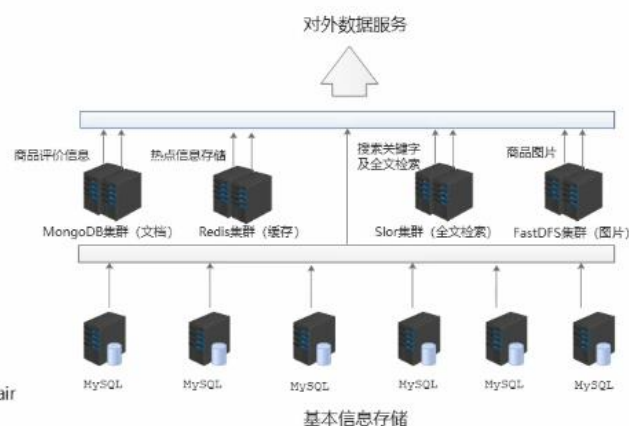 对外数据服务
商品评价信息
热点信息存储
搜索关键字
及全文检索
商品图片
MongoDB集群（文档）
Redis集群（缓存）
Slor集群（全文检索）
FastDFS集群（图片）
MySQL
MySQL
MySQL
MySQL
MySQL
MySQL
air
基本信息存储